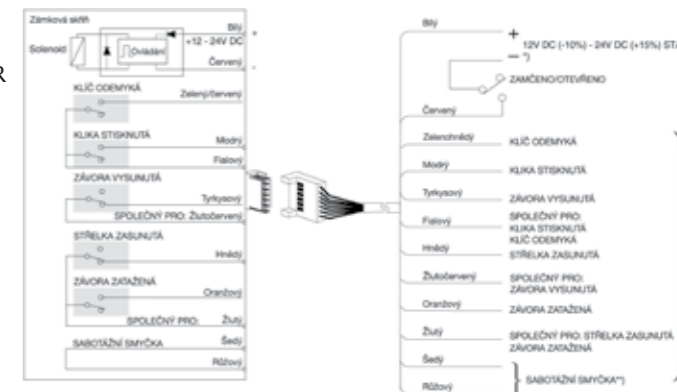 Zámková skříň
Bílý +
+12 - 24V DC
Solenoid
Ovládání
Červený -
KLÍČ ODEMYKÁ
Zelený/červený
KLIKA STISKNUTÁ
Modrý
Fialový
ZÁVORA VYSUNUTÁ
Tyrkysový
SPOLEČNÝ PRO: Žlutočervený
STŘELKA ZASUNUTÁ
Hnědý
ZÁVORA ZATAŽENÁ
Oranžový
SPOLEČNÝ PRO: Žlutý
SABOTÁŽNÍ SMYČKA
Šedý
Růžový
R
Bílý
+
12V DC (-10%) - 24V DC (+15%) STA
— *)
ZAMČENO/OTEVŘENO
Červený
Zelenohnědý KLÍČ ODEMYKÁ
Modrý KLIKA STISKNUTÁ
Tyrkysový ZÁVORA VYSUNUTÁ
Fialový SPOLEČNÝ PRO:
KLIKA STISKNUTÁ
KLÍČ ODEMYKÁ
Hnědý STŘELKA ZASUNUTÁ
Žlutočervený SPOLEČNÝ PRO:
ZÁVORA VYSUNUTÁ
Oranžový ZÁVORA ZATAŽENÁ
Žlutý SPOLEČNÝ PRO: STŘELKA ZASUNUTÁ
ZÁVORA ZATAŽENÁ
Šedý
SABOTÁŽNÍ SMYČKA**)
Růžový